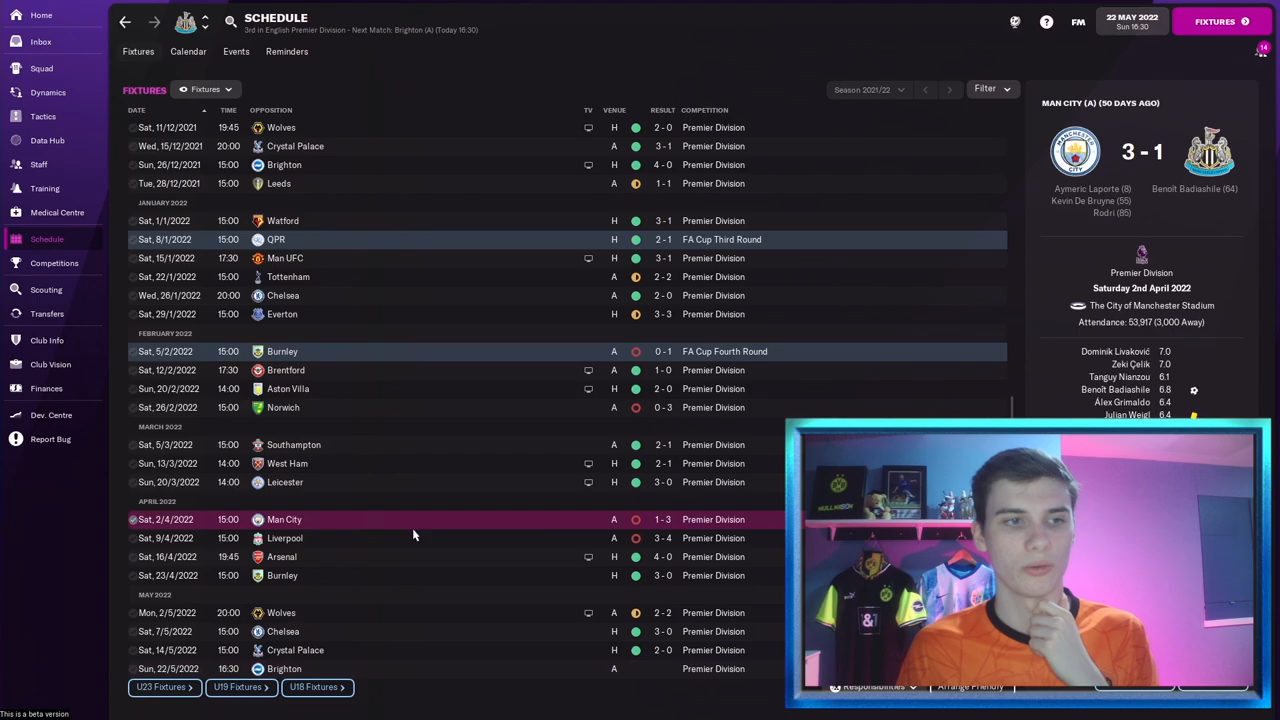 Home
Inbox
Squad
Dynamics
Tactics
Data Hub
Staff
Training
Medical Centre
Schedule
Competitions
Scouting
Transfers
Club Info
Club Vision
Finances
Dev. Centre
Report Bug
This is a beta version
SCHEDULE
3rd in English Premier Division - Next Match: Brighton (A) (Today 16:30)
FM
22 MAY 2022
Sun 16:30
FIXTURES
14
Fixtures Calendar Events Reminders
FIXTURES Fixtures Season 2021/22 Filter
DATE TIME OPPOSITION TV VENUE RESULT COMPETITION
Sat, 11/12/2021 19:45 Wolves H 2 - 0 Premier Division
Wed, 15/12/2021 20:00 Crystal Palace A 3 - 1 Premier Division
Sun, 26/12/2021 15:00 Brighton H 4 - 0 Premier Division
Tue, 28/12/2021 15:00 Leeds A 1 - 1 Premier Division
JANUARY 2022
Sat, 1/1/2022 15:00 Watford H 3 - 1 Premier Division
Sat, 8/1/2022 15:00 QPR H 2 - 1 FA Cup Third Round
Sat, 15/1/2022 17:30 Man UFC H 3 - 1 Premier Division
Sat, 22/1/2022 15:00 Tottenham A 2 - 2 Premier Division
Wed, 26/1/2022 20:00 Chelsea A 2 - 0 Premier Division
Sat, 29/1/2022 15:00 Everton H 3 - 3 Premier Division
FEBRUARY 2022
Sat, 5/2/2022 15:00 Burnley A 0 - 1 FA Cup Fourth Round
Sat, 12/2/2022 17:30 Brentford A 1 - 0 Premier Division
Sun, 20/2/2022 14:00 Aston Villa H 2 - 0 Premier Division
Sat, 26/2/2022 15:00 Norwich A 0 - 3 Premier Division
MARCH 2022
Sat, 5/3/2022 15:00 Southampton H 2 - 1 Premier Division
Sun, 13/3/2022 14:00 West Ham H 2 - 1 Premier Division
Sun, 20/3/2022 14:00 Leicester H 3 - 0 Premier Division
APRIL 2022
Sat, 2/4/2022 15:00 Man City A 1 - 3 Premier Division
Sat, 9/4/2022 15:00 Liverpool A 3 - 4 Premier Division
Sat, 16/4/2022 19:45 Arsenal H 4 - 0 Premier Division
Sat, 23/4/2022 15:00 Burnley H 3 - 0 Premier Division
MAY 2022
Mon, 2/5/2022 20:00 Wolves A 2 - 2 Premier Division
Sat, 7/5/2022 15:00 Chelsea H 3 - 0 Premier Division
Sat, 14/5/2022 15:00 Crystal Palace H 2 - 0 Premier Division
Sun, 22/5/2022 16:30 Brighton A Premier Division
U23 Fixtures U19 Fixtures U18 Fixtures
Responsibilities Arrange Friendly
MAN CITY (A) (50 DAYS AGO)
3 - 1
Aymeric Laporte (8)
Kevin De Bruyne (55)
Rodri (85)
Benoît Badiashile (64)
Premier Division
Saturday 2nd April 2022
The City of Manchester Stadium
Attendance: 53,917 (3,000 Away)
Dominik Livaković 7.0
Zeki Çelik 7.0
Tanguy Nianzou 6.1
Benoît Badiashile 6.8
Álex Grimaldo 6.4
Julian Weigl 6.4